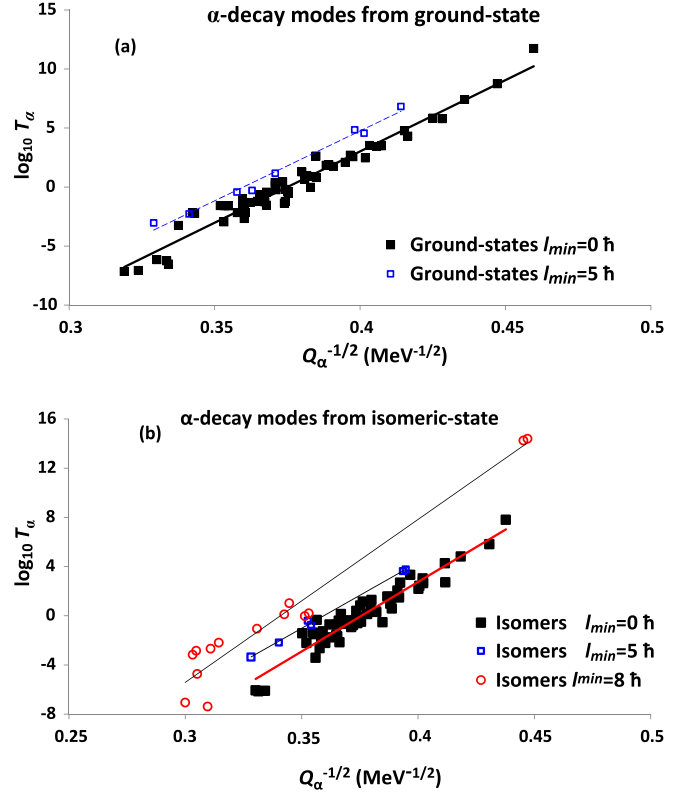 α-decay modes from ground-state
(a)
15
10
5
0
-5
-10
log₁₀ Tα
Ground-states lmin=0 ħ
Ground-states lmin=5 ħ
0.3 0.35 0.4 0.45 0.5
Qα⁻¹/² (MeV⁻¹/²)
α-decay modes from isomeric-state
(b)
16
12
8
4
0
-4
-8
log₁₀ Tα
Isomers lmin=0 ħ
Isomers lmin=5 ħ
Isomers lmin=8 ħ
0.25 0.3 0.35 0.4 0.45 0.5
Qα⁻¹/² (MeV⁻¹/²)